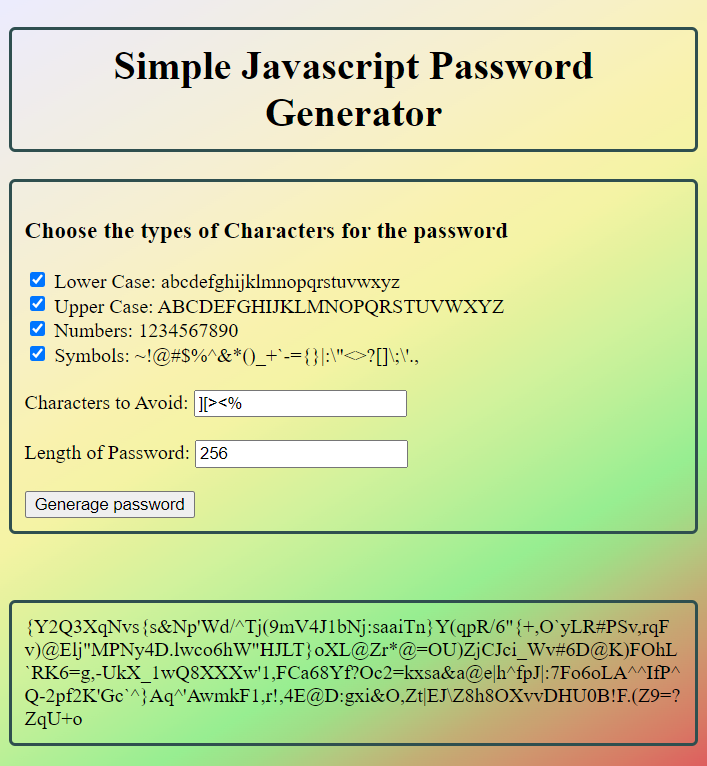 Simple Javascript Password
Generator
Choose the types of Characters for the password
Lower Case: abcdefghijklmnopqrstuvwxyz
Upper Case: ABCDEFGHIJKLMNOPQRSTUVWXYZ
Numbers: 1234567890
Symbols: ~!@#$%^&*()_+`-={}|:\"<>?[]\;\'.,
Characters to Avoid: ][><%
Length of Password: 256
Generage password
{Y2Q3XqNvs{s&Np'Wd/^Tj(9mV4J1bNj:saaiTn}Y(qpR/6"{+,O`yLR#PSv,rqF
v)@Elj"MPNy4D.lwco6hW"HJLT}oXL@Zr*@=OU)ZjCJci_Wv#6D@K)FOhL
`RK6=g,-UkX_1wQ8XXXw'1,FCa68Yf?Oc2=kxsa&a@e|h^fpJ|:7Fo6oLA^^IfP^
Q-2pf2K'Gc`^}Aq^'AwmkF1,r!,4E@D:gxi&O,Zt|EJ\Z8h8OXvvDHU0B!F.(Z9=?
ZqU+o